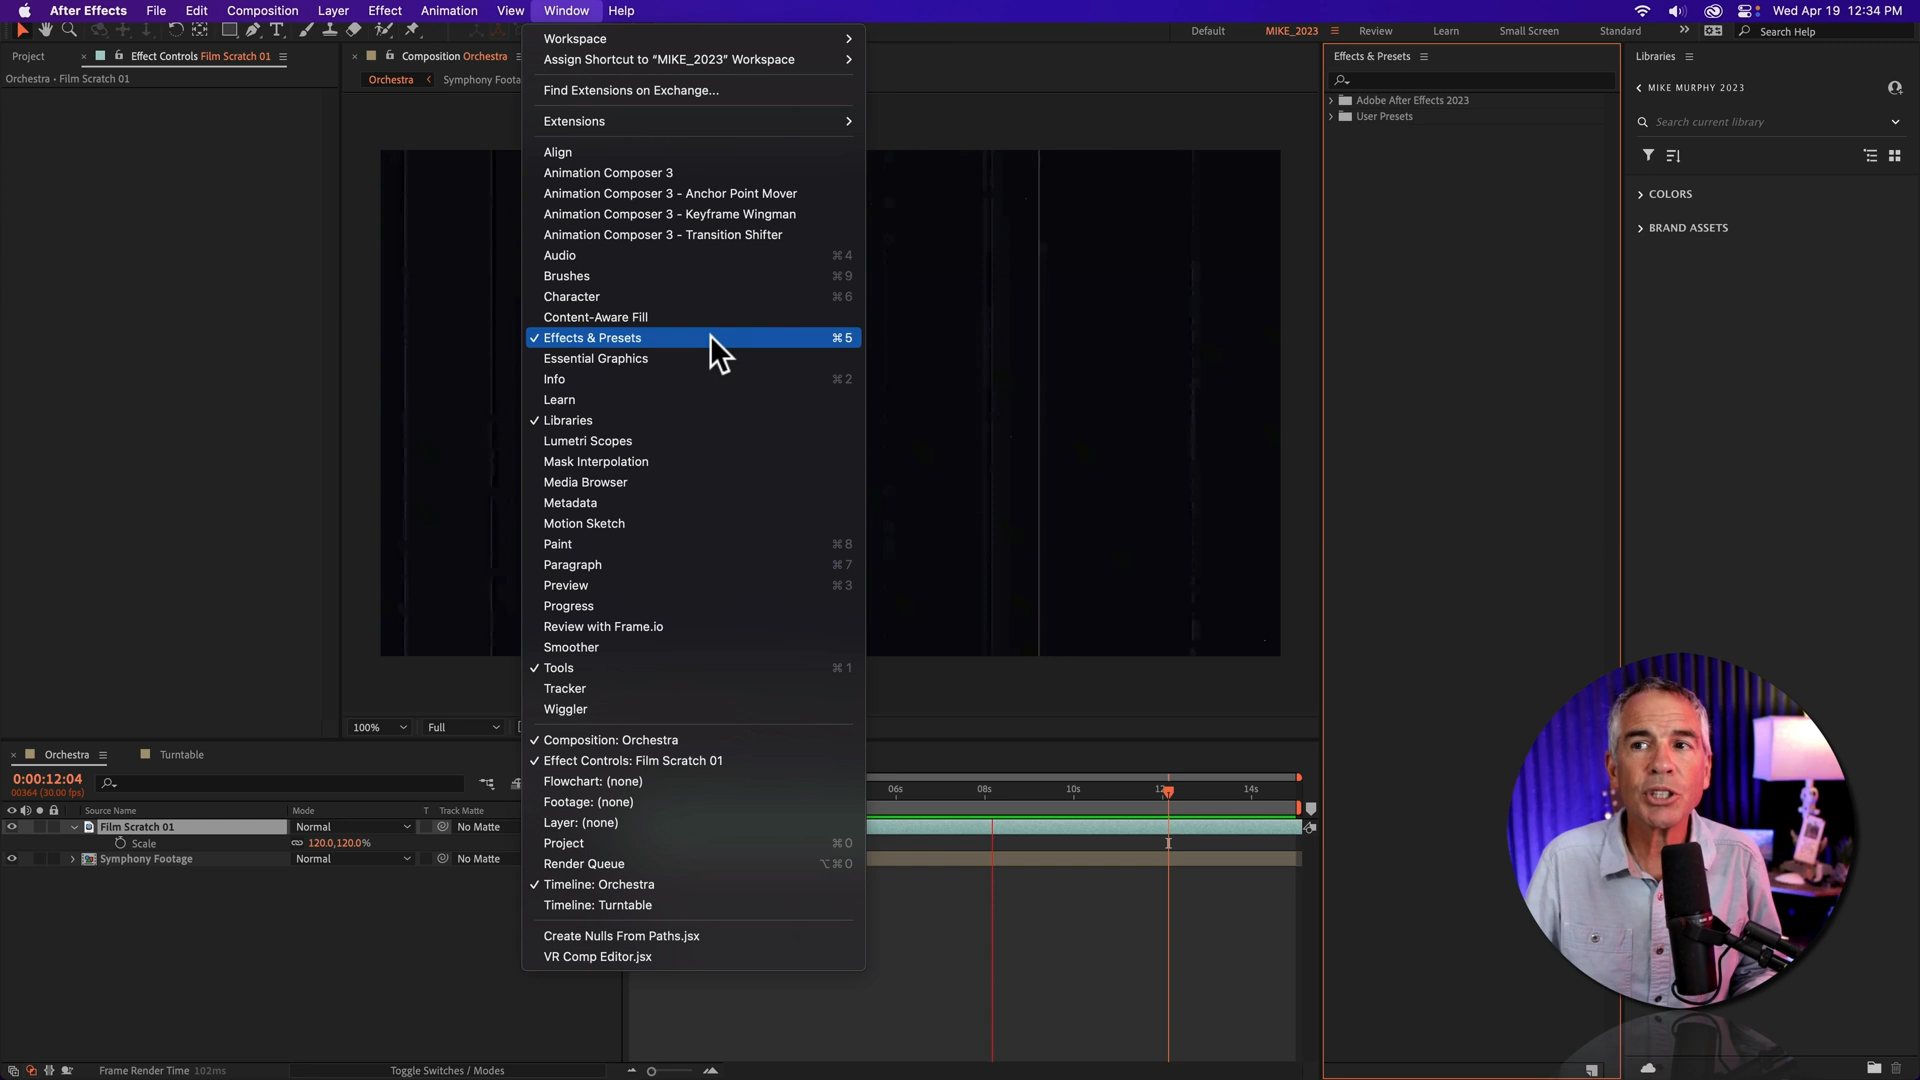 After Effects File Edit Composition Layer Effect Animation View Window Help Wed Apr 19 12:34 PM
Default MIKE_2023 Review Learn Small Screen Standard Search Help
Project Effect Controls Film Scratch 01 Composition Orchestra
Orchestra • Film Scratch 01
Orchestra Symphony Foota
Workspace
Assign Shortcut to “MIKE_2023” Workspace
Find Extensions on Exchange...
Extensions
Align
Animation Composer 3
Animation Composer 3 - Anchor Point Mover
Animation Composer 3 - Keyframe Wingman
Animation Composer 3 - Transition Shifter
Audio ⌘4
Brushes ⌘9
Character ⌘6
Content-Aware Fill
✓ Effects & Presets ⌘5
Essential Graphics
Info ⌘2
Learn
✓ Libraries
Lumetri Scopes
Mask Interpolation
Media Browser
Metadata
Motion Sketch
Paint ⌘8
Paragraph ⌘7
Preview ⌘3
Progress
Review with Frame.io
Smoother
✓ Tools ⌘1
Tracker
Wiggler
✓ Composition: Orchestra
✓ Effect Controls: Film Scratch 01
Flowchart: (none)
Footage: (none)
Layer: (none)
Project ⌘0
Render Queue ⌥⌘0
✓ Timeline: Orchestra
Timeline: Turntable
Create Nulls From Paths.jsx
VR Comp Editor.jsx
Effects & Presets
Adobe After Effects 2023
User Presets
Libraries
MIKE MURPHY 2023
Search current library
COLORS
BRAND ASSETS
100% Full
Orchestra Turntable
0:00:12:04
00364 (30.00 fps)
Source Name Mode T Track Matte
Film Scratch 01 Normal No Matte
Scale 120.0,120.0%
Symphony Footage Normal No Matte
06s 08s 10s 12s 14s
Frame Render Time 102ms Toggle Switches / Modes